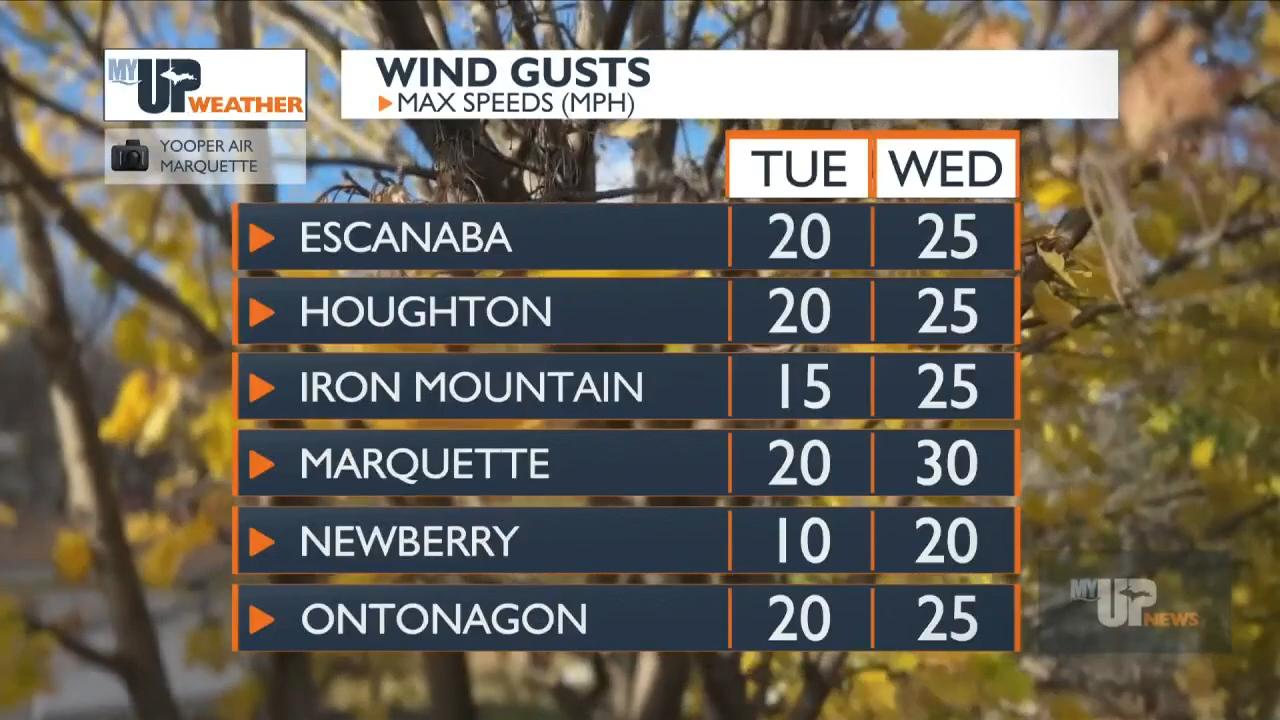 MY UP WEATHER
WIND GUSTS
MAX SPEEDS (MPH)
YOOPER AIR
MARQUETTE
TUE WED
ESCANABA 20 25
HOUGHTON 20 25
IRON MOUNTAIN 15 25
MARQUETTE 20 30
NEWBERRY 10 20
ONTONAGON 20 25
MY UP NEWS